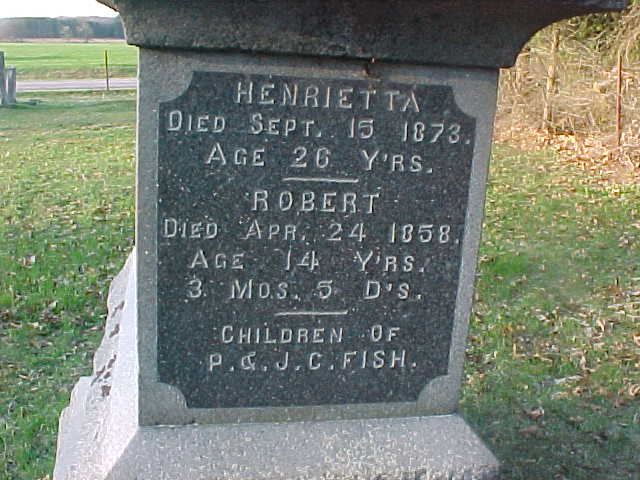 HENRIETTA
DIED SEPT. 15 1873.
AGE 26 Y'RS.
ROBERT
DIED APR. 24 1858.
AGE 14 Y'RS.
3 MOS. 5 D'S.
CHILDREN OF
P. & J. C. FISH.